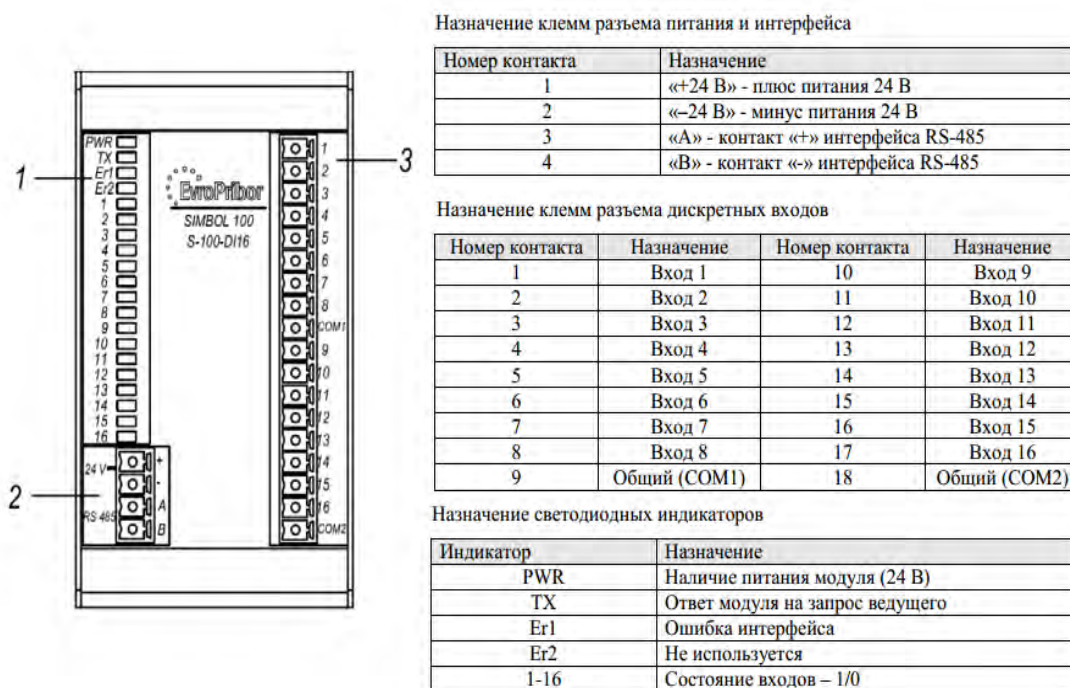 PWR
TX
Er1
Er2
1
2
3
4
5
6
7
8
9
10
11
12
13
14
15
16
24 V
RS 485
+
-
A
B
EvroPribor
SIMBOL 100
S-100-DI16
1
2
3
4
5
6
7
8
COM1
9
10
11
12
13
14
15
16
COM2
1
2
3
Назначение клемм разъема питания и интерфейса
Номер контакта Назначение
1 «+24 В» - плюс питания 24 В
2 «–24 В» - минус питания 24 В
3 «А» - контакт «+» интерфейса RS-485
4 «В» - контакт «-» интерфейса RS-485
Назначение клемм разъема дискретных входов
Номер контакта Назначение Номер контакта Назначение
1 Вход 1 10 Вход 9
2 Вход 2 11 Вход 10
3 Вход 3 12 Вход 11
4 Вход 4 13 Вход 12
5 Вход 5 14 Вход 13
6 Вход 6 15 Вход 14
7 Вход 7 16 Вход 15
8 Вход 8 17 Вход 16
9 Общий (COM1) 18 Общий (COM2)
Назначение светодиодных индикаторов
Индикатор Назначение
PWR Наличие питания модуля (24 В)
TX Ответ модуля на запрос ведущего
Er1 Ошибка интерфейса
Er2 Не используется
1-16 Состояние входов – 1/0